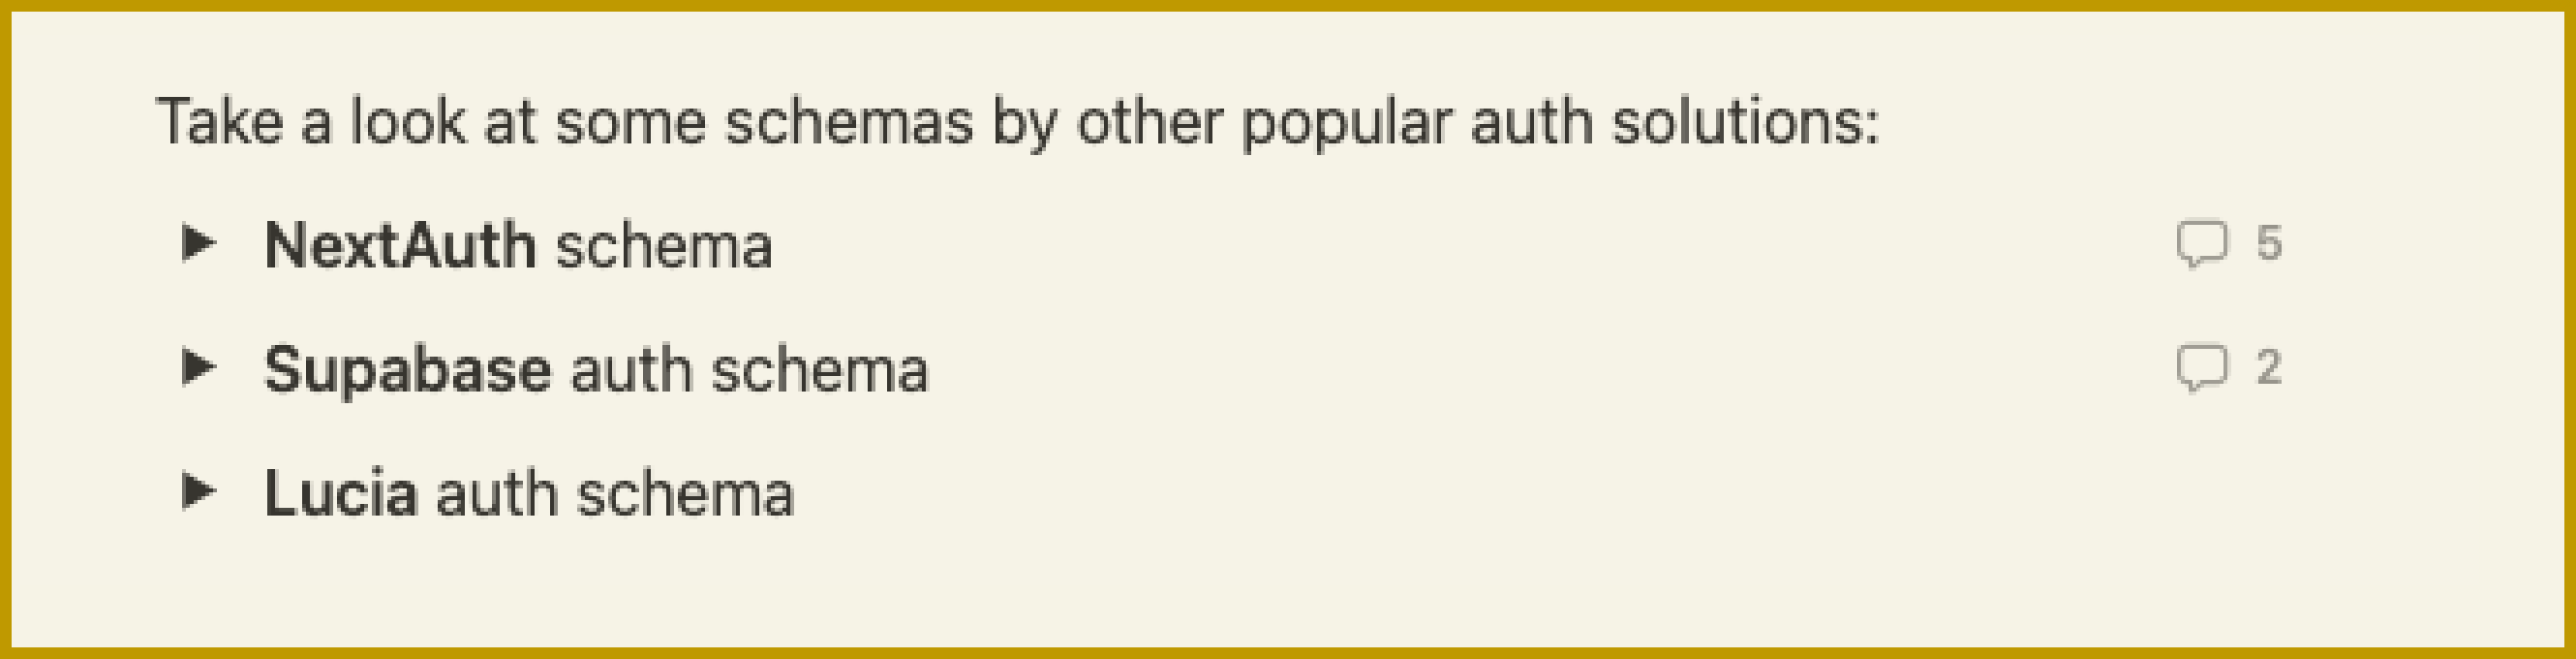 Take a look at some schemas by other popular auth solutions:
NextAuth schema 5
Supabase auth schema 2
Lucia auth schema